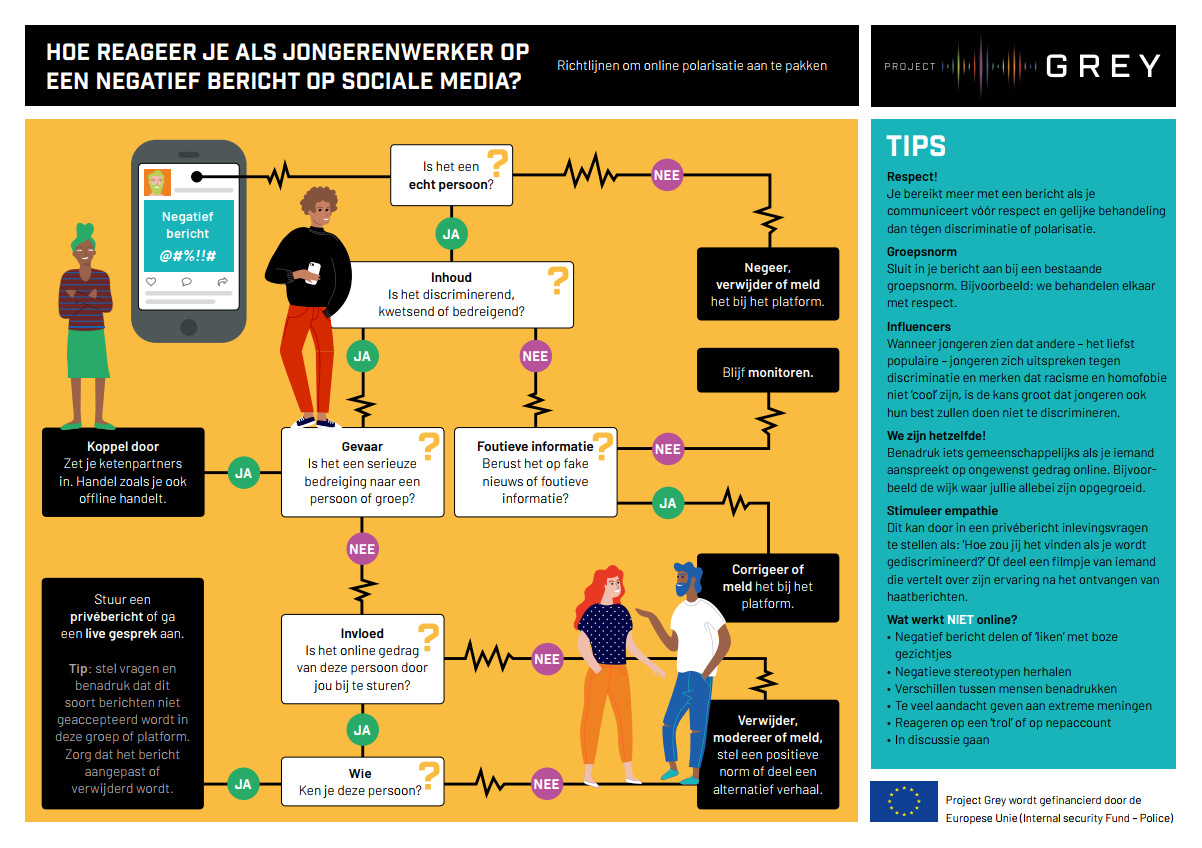 HOE REAGEER JE ALS JONGERENWERKER OP
EEN NEGATIEF BERICHT OP SOCIALE MEDIA?
Richtlijnen om online polarisatie aan te pakken
PROJECT GREY
Negatief
bericht
@#%!!#
Is het een
echt persoon?
?
NEE
JA
Negeer,
verwijder of meld
het bij het platform.
Inhoud
Is het discriminerend,
kwetsend of bedreigend?
?
JA
NEE
Blijf monitoren.
Koppel door
Zet je ketenpartners
in. Handel zoals je ook
offline handelt.
JA
Gevaar
Is het een serieuze
bedreiging naar een
persoon of groep?
?
Foutieve informatie
Berust het op fake
nieuws of foutieve
informatie?
?
NEE
JA
NEE
Corrigeer of
meld het bij het
platform.
Stuur een
privébericht of ga
een live gesprek aan.
Tip: stel vragen en
benadruk dat dit
soort berichten niet
geaccepteerd wordt in
deze groep of platform.
Zorg dat het bericht
aangepast of
verwijderd wordt.
Invloed
Is het online gedrag
van deze persoon door
jou bij te sturen?
?
NEE
JA
Verwijder,
modereer of meld,
stel een positieve
norm of deel een
alternatief verhaal.
JA
Wie
Ken je deze persoon?
?
NEE
TIPS
Respect!
Je bereikt meer met een bericht als je
communiceert vóór respect en gelijke behandeling
dan tégen discriminatie of polarisatie.
Groepsnorm
Sluit in je bericht aan bij een bestaande
groepsnorm. Bijvoorbeeld: we behandelen elkaar
met respect.
Influencers
Wanneer jongeren zien dat andere – het liefst
populaire – jongeren zich uitspreken tegen
discriminatie en merken dat racisme en homofobie
niet ‘cool’ zijn, is de kans groot dat jongeren ook
hun best zullen doen niet te discrimineren.
We zijn hetzelfde!
Benadruk iets gemeenschappelijks als je iemand
aanspreekt op ongewenst gedrag online. Bijvoor-
beeld de wijk waar jullie allebei zijn opgegroeid.
Stimuleer empathie
Dit kan door in een privébericht inlevingsvragen
te stellen als: ‘Hoe zou jij het vinden als je wordt
gediscrimineerd?’ Of deel een filmpje van iemand
die vertelt over zijn ervaring na het ontvangen van
haatberichten.
Wat werkt NIET online?
• Negatief bericht delen of ‘liken’ met boze
gezichtjes
• Negatieve stereotypen herhalen
• Verschillen tussen mensen benadrukken
• Te veel aandacht geven aan extreme meningen
• Reageren op een ‘trol’ of op nepaccount
• In discussie gaan
Project Grey wordt gefinancierd door de
Europese Unie (Internal security Fund – Police)